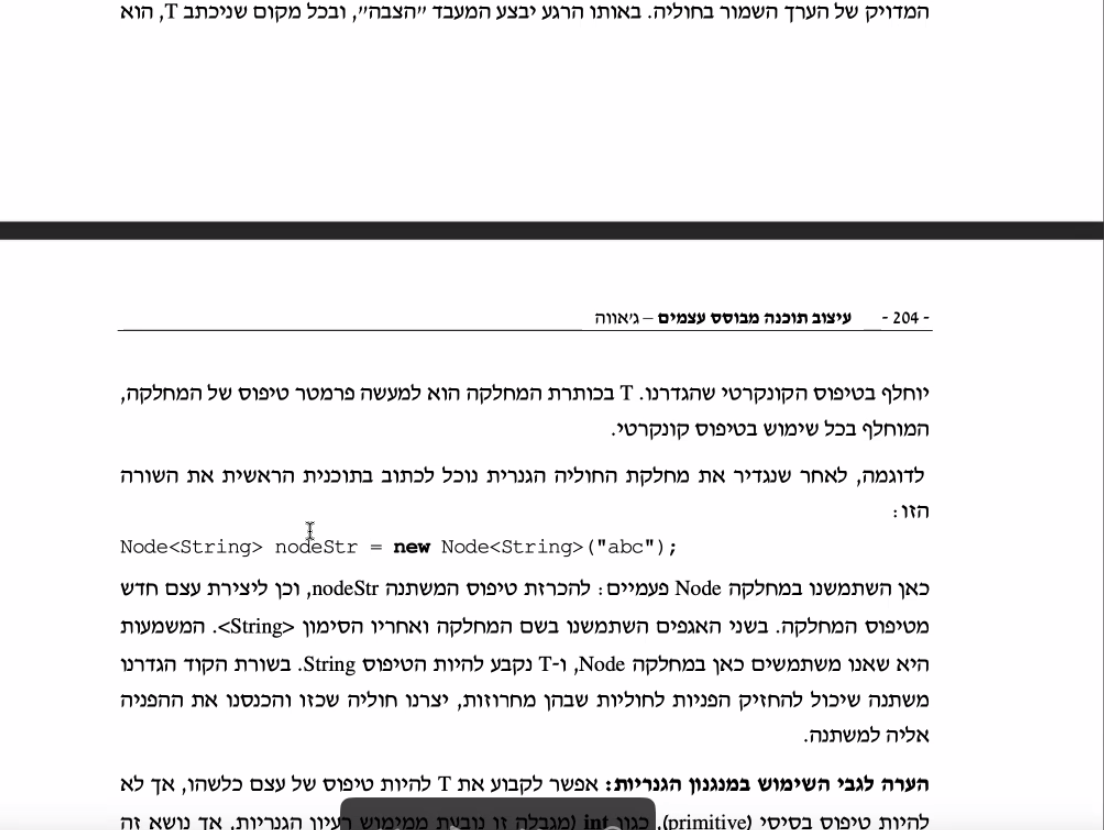 המדויק של הערך השמור בחוליה. באותו הרגע יבצע המעבד "הצבה", ובכל מקום שניכתב T, הוא
- 204 - עיצוב תוכנה מבוסס עצמים – ג'אווה
יוחלף בטיפוס הקונקרטי שהגדרנו. T בכותרת המחלקה הוא למעשה פרמטר טיפוס של המחלקה,
המוחלף בכל שימוש בטיפוס קונקרטי.
לדוגמה, לאחר שנגדיר את מחלקת החוליה הגנרית נוכל לכתוב בתוכנית הראשית את השורה
הזו:
Node<String> nodeStr = new Node<String>("abc");
כאן השתמשנו במחלקה Node פעמיים: להכרזת טיפוס המשתנה nodeStr, וכן ליצירת עצם חדש
מטיפוס המחלקה. בשני האגפים השתמשנו בשם המחלקה ואחריו הסימון <String>. המשמעות
היא שאנו משתמשים כאן במחלקה Node, ו-T נקבע להיות הטיפוס String. בשורת הקוד הגדרנו
משתנה שיכול להחזיק הפניות לחוליות שבהן מחרוזות, יצרנו חוליה שכזו והכנסנו את ההפניה
אליה למשתנה.
הערה לגבי השימוש במנגנון הגנריות: אפשר לקבוע את T להיות טיפוס של עצם כלשהו, אך לא
להיות טיפוס בסיסי (primitive), כגון int (מגבלה זו נובעת ממימוש רעיון הגנריות, אך נושא זה